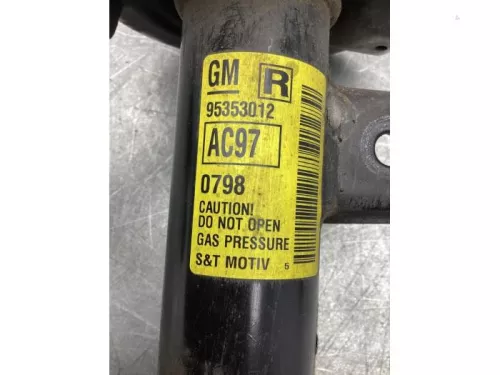 GM R
95353012
AC97
0798
CAUTION!
DO NOT OPEN
GAS PRESSURE
S&T MOTIV 5